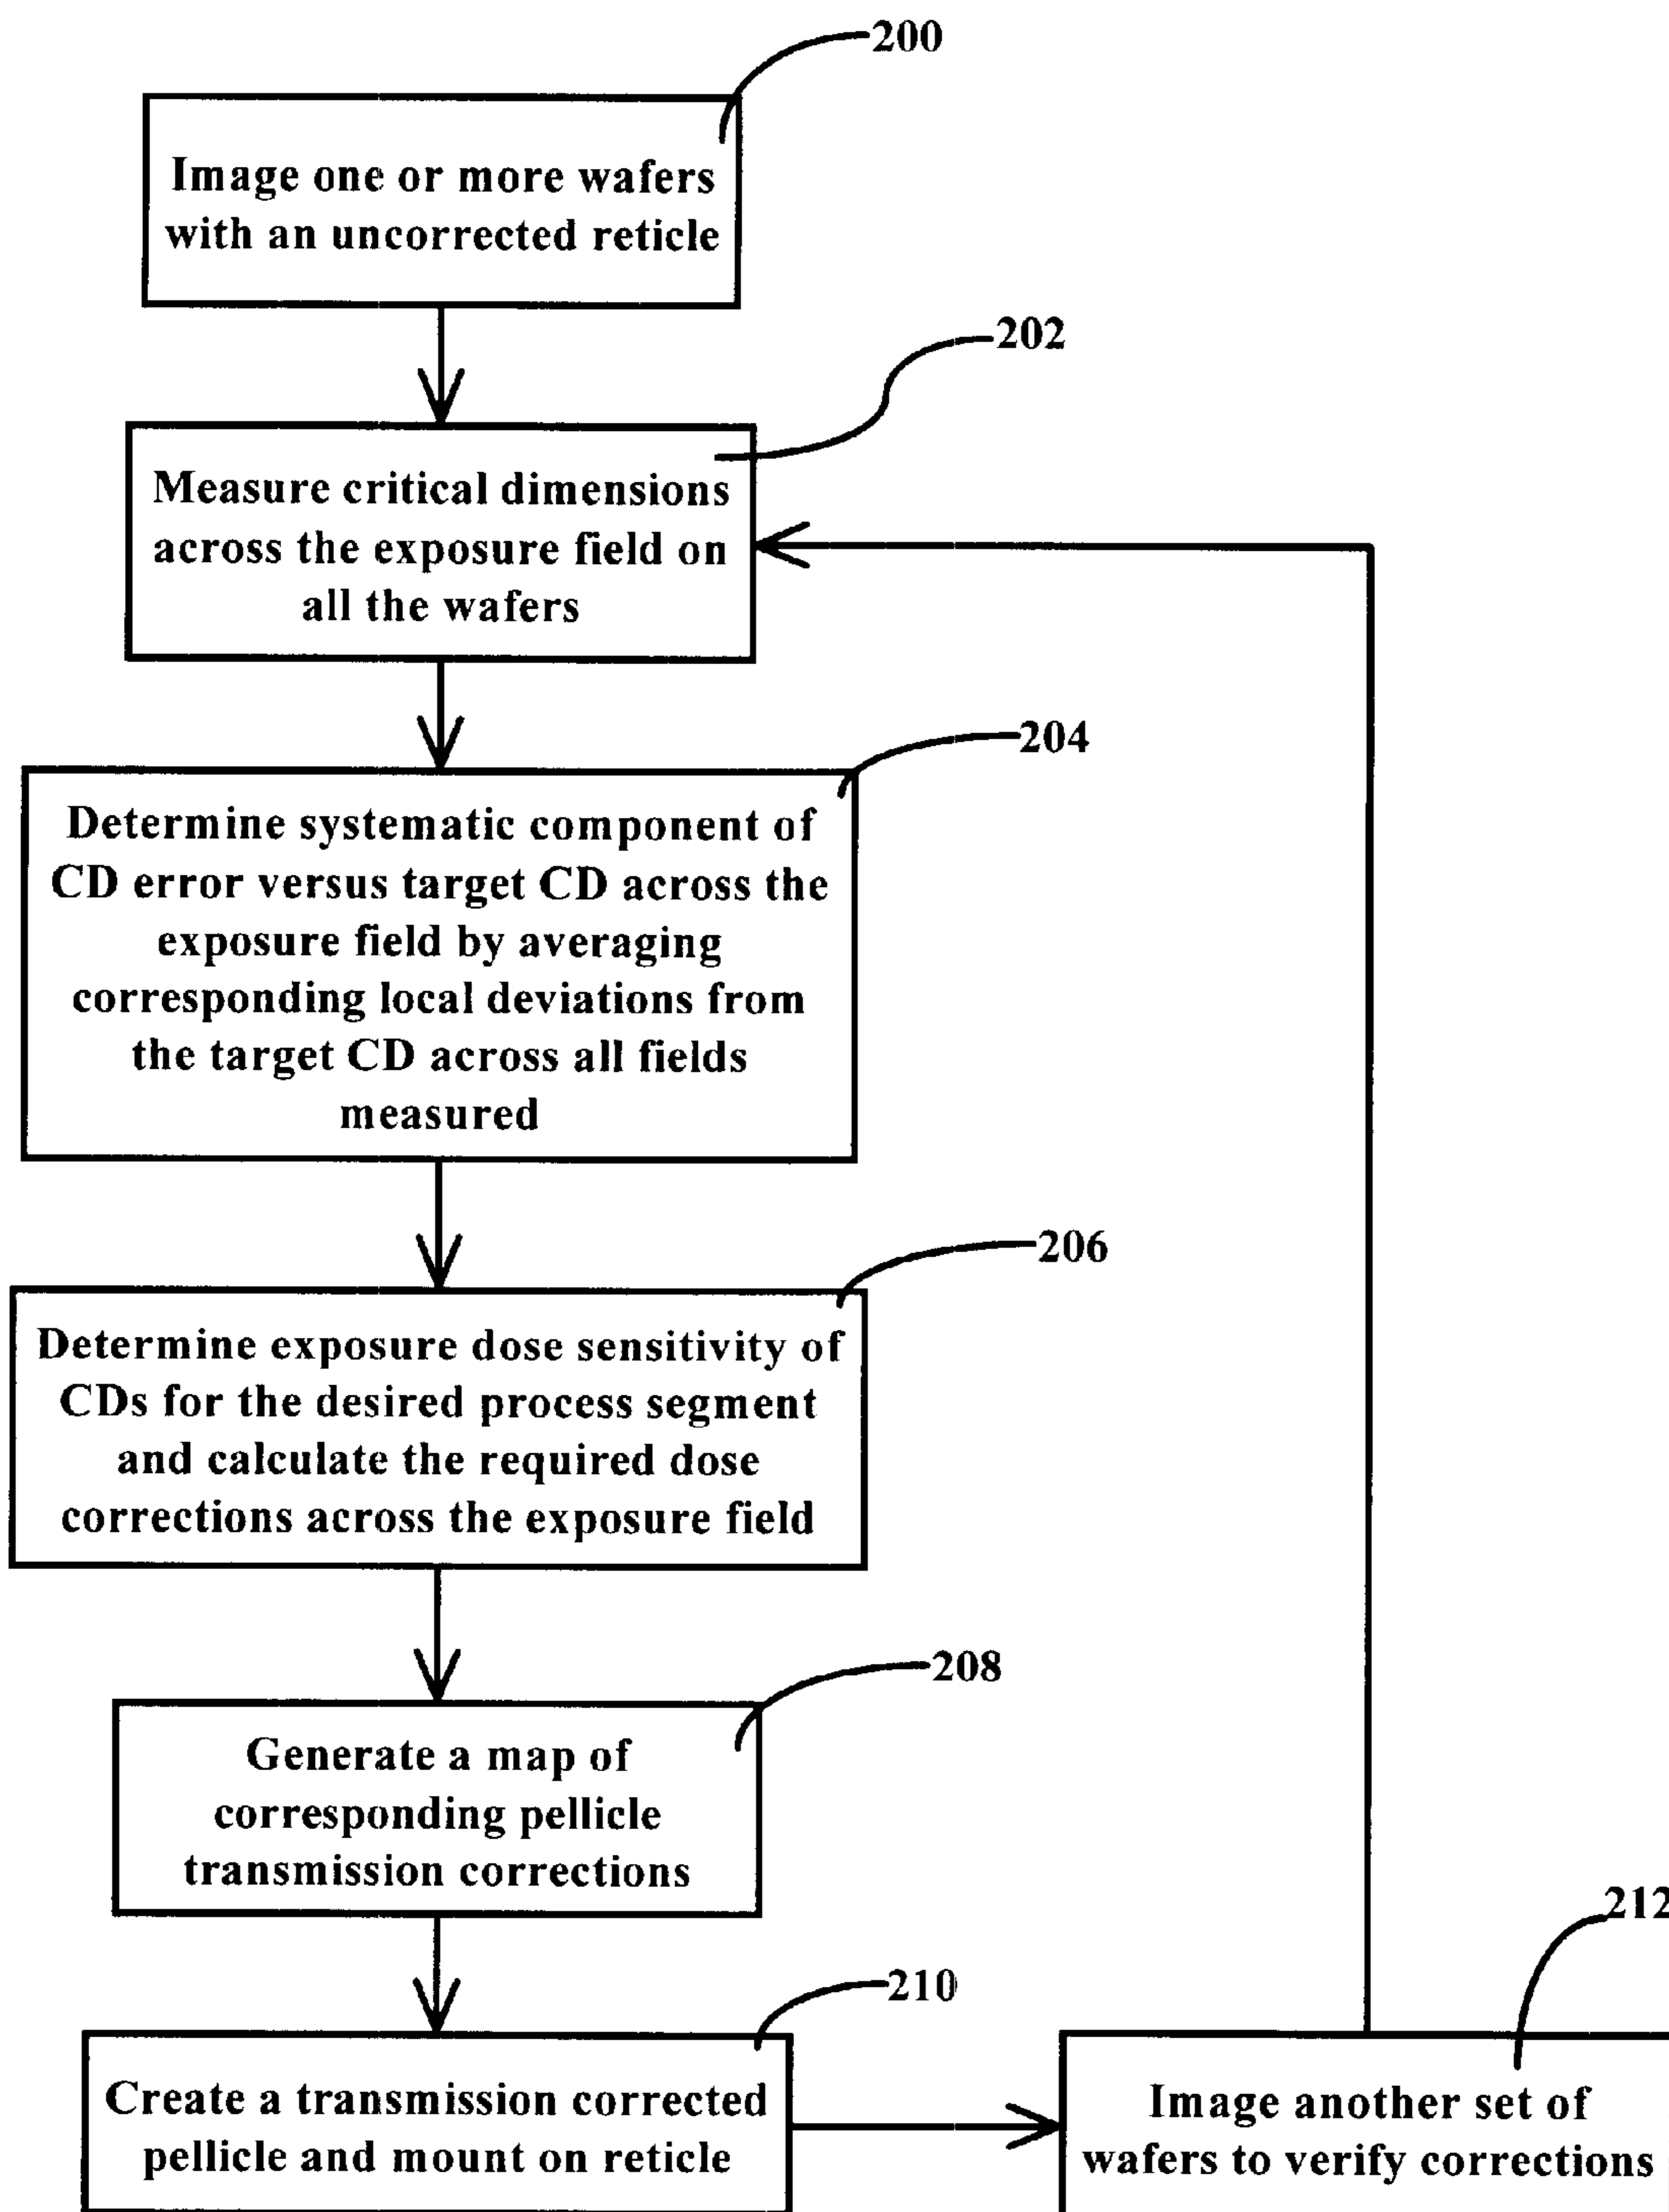 200
Image one or more wafers
with an uncorrected reticle
202
Measure critical dimensions
across the exposure field on
all the wafers
204
Determine systematic component of
CD error versus target CD across the
exposure field by averaging
corresponding local deviations from
the target CD across all fields
measured
206
Determine exposure dose sensitivity of
CDs for the desired process segment
and calculate the required dose
corrections across the exposure field
208
Generate a map of
corresponding pellicle
transmission corrections
210
Create a transmission corrected
pellicle and mount on reticle
212
Image another set of
wafers to verify corrections